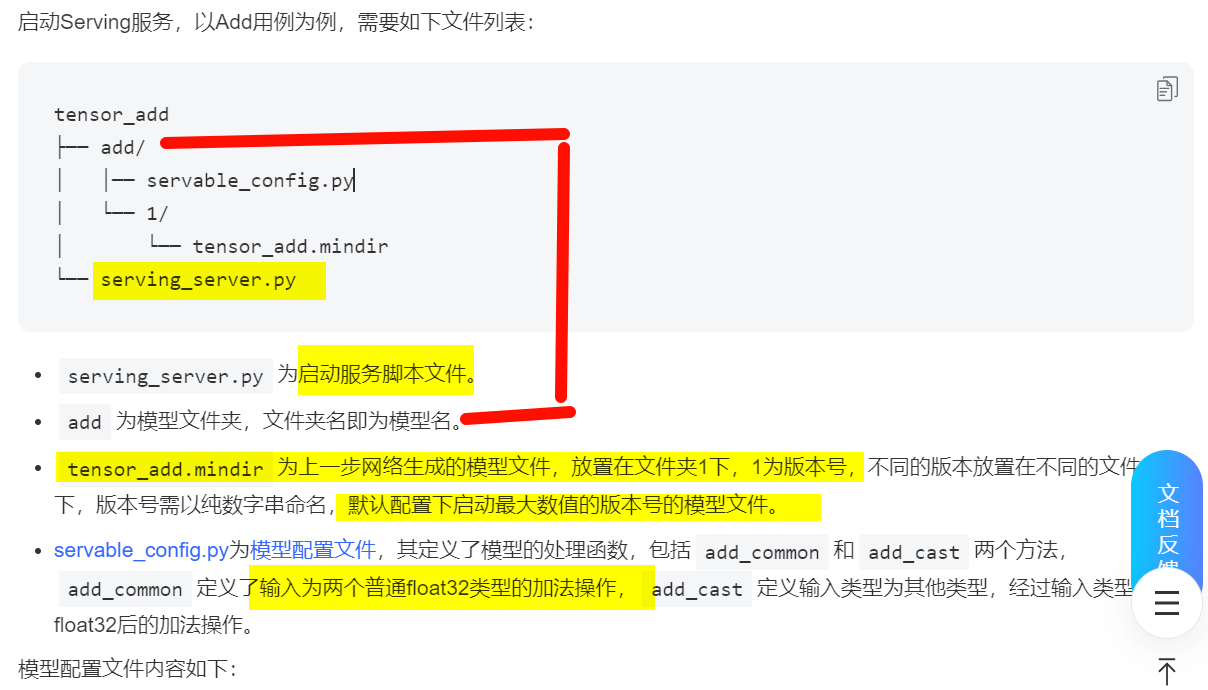 启动Serving服务，以Add用例为例，需要如下文件列表：
tensor_add
├── add/
│   │── servable_config.py
│   └── 1/
│       └── tensor_add.mindir
└── serving_server.py
serving_server.py 为启动服务脚本文件。
add 为模型文件夹，文件夹名即为模型名。
tensor_add.mindir 为上一步网络生成的模型文件，放置在文件夹1下，1为版本号，不同的版本放置在不同的文件
下，版本号需以纯数字串命名，默认配置下启动最大数值的版本号的模型文件。
servable_config.py为模型配置文件，其定义了模型的处理函数，包括 add_common 和 add_cast 两个方法，
add_common 定义了输入为两个普通float32类型的加法操作， add_cast 定义输入类型为其他类型，经过输入类型
float32后的加法操作。
模型配置文件内容如下：
文档反